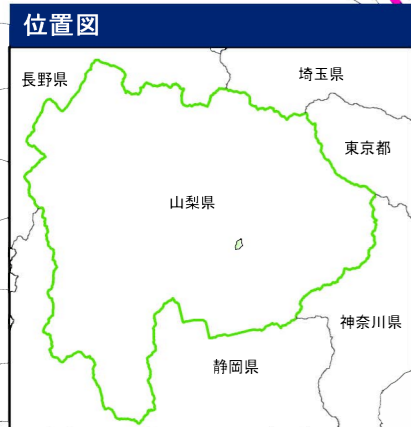 位置図
長野県
埼玉県
東京都
山梨県
神奈川県
静岡県